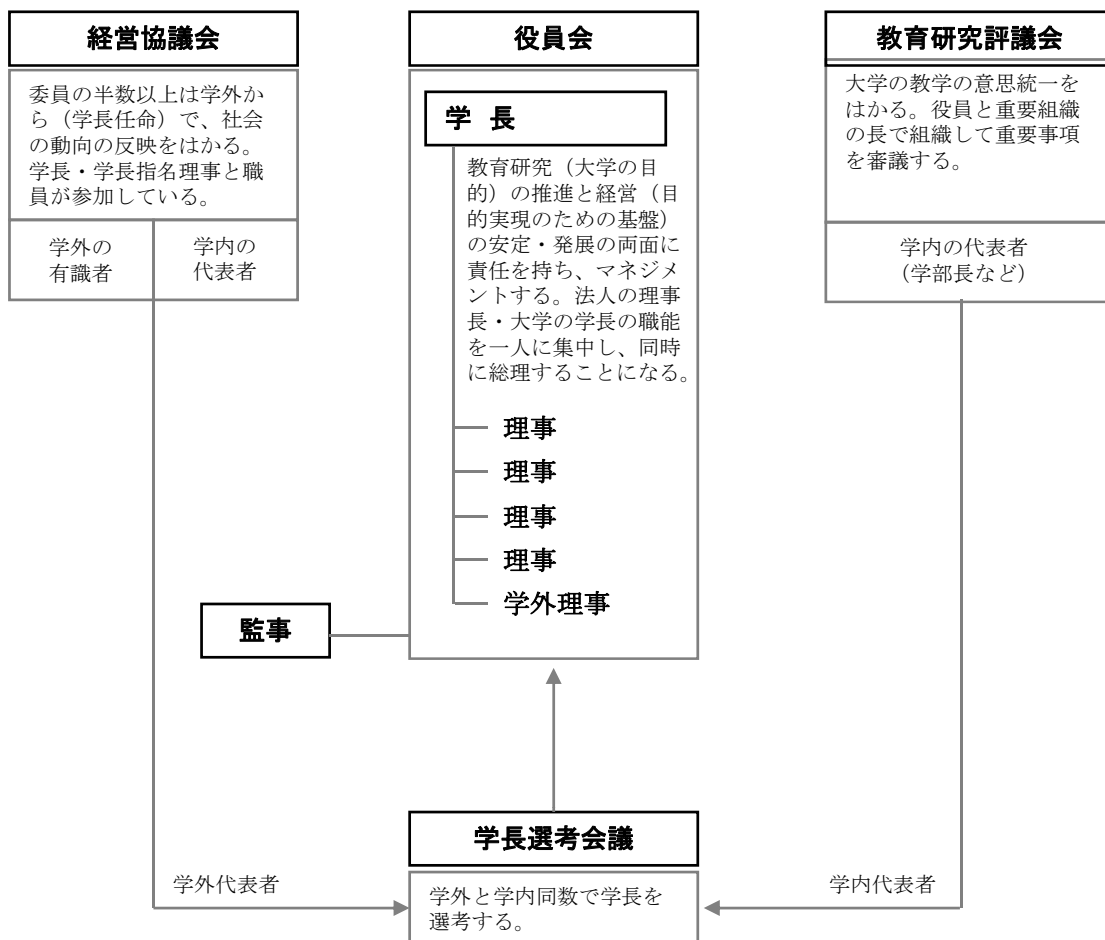 経営協議会
委員の半数以上は学外か
ら（学長任命）で、社会
の動向の反映をはかる。
学長・学長指名理事と職
員が参加している。
学外の
有識者
学内の
代表者
役員会
学 長
教育研究（大学の目
的）の推進と経営（目
的実現のための基盤）
の安定・発展の両面に
責任を持ち、マネジメ
ントする。法人の理事
長・大学の学長の職能
を一人に集中し、同時
に総理することになる。
理事
理事
理事
理事
学外理事
監事
教育研究評議会
大学の教学の意思統一を
はかる。役員と重要組織
の長で組織して重要事項
を審議する。
学内の代表者
（学部長など）
学長選考会議
学外と学内同数で学長を
選考する。
学外代表者
学内代表者